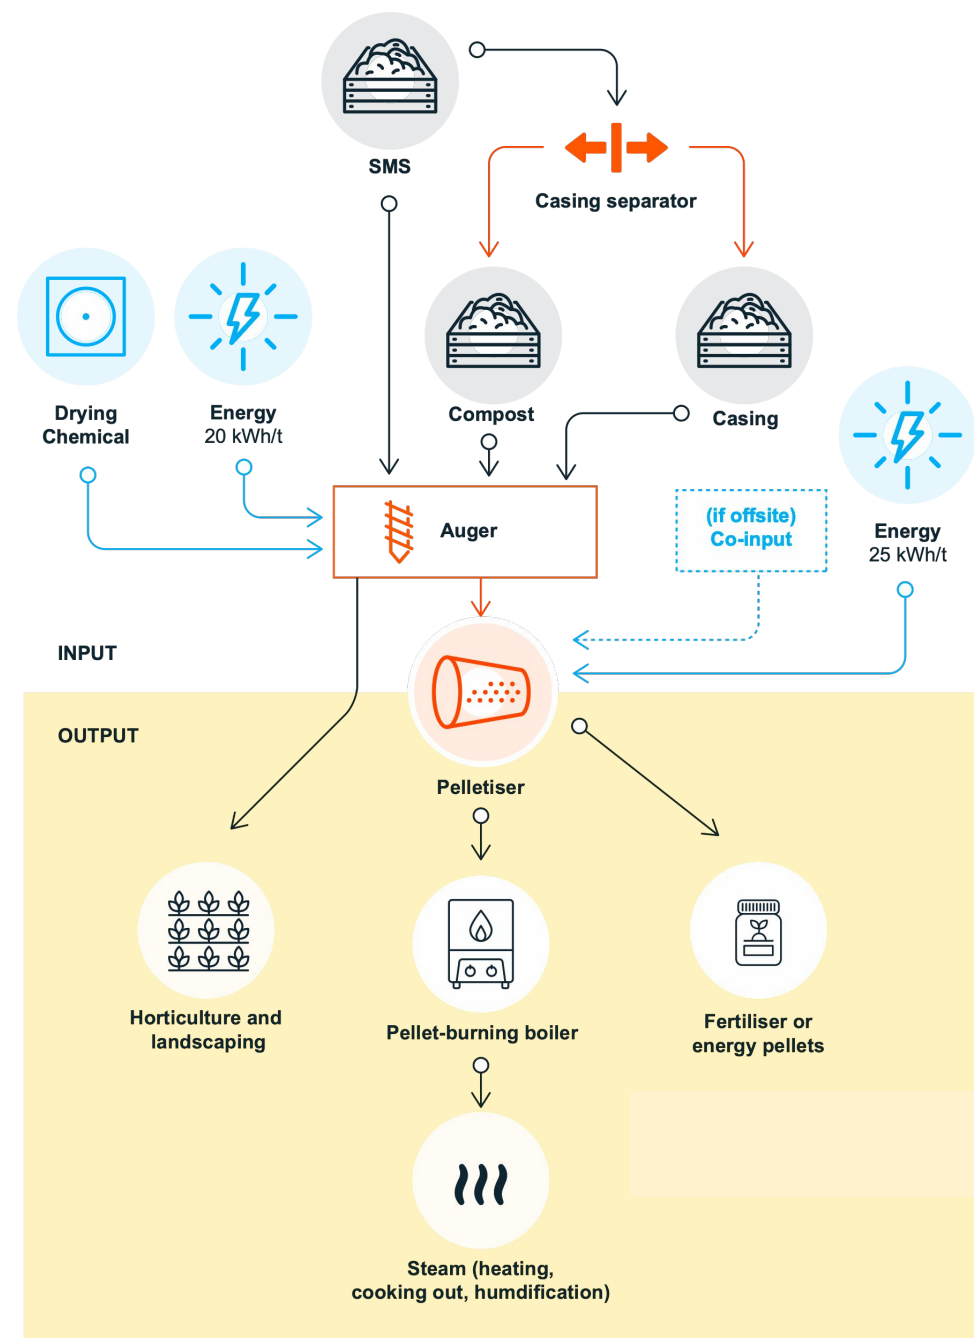 SMS
Casing separator
Drying
Chemical
Energy
20 kWh/t
Compost
Casing
Auger
(if offsite)
Co-input
Energy
25 kWh/t
INPUT
OUTPUT
Pelletiser
Horticulture and
landscaping
Pellet-burning boiler
Fertiliser or
energy pellets
Steam (heating,
cooking out, humdification)